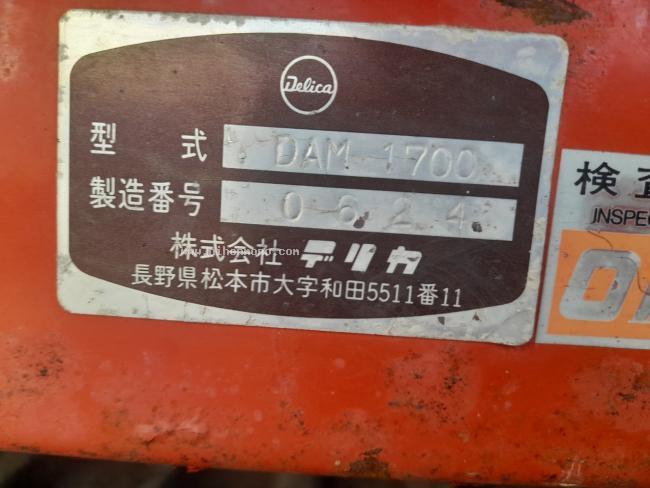 Delica
型 式 DAM 1700
製造番号 0624
株式会社 デリカ
長野県松本市大字和田5511番11
検査
INSPEC